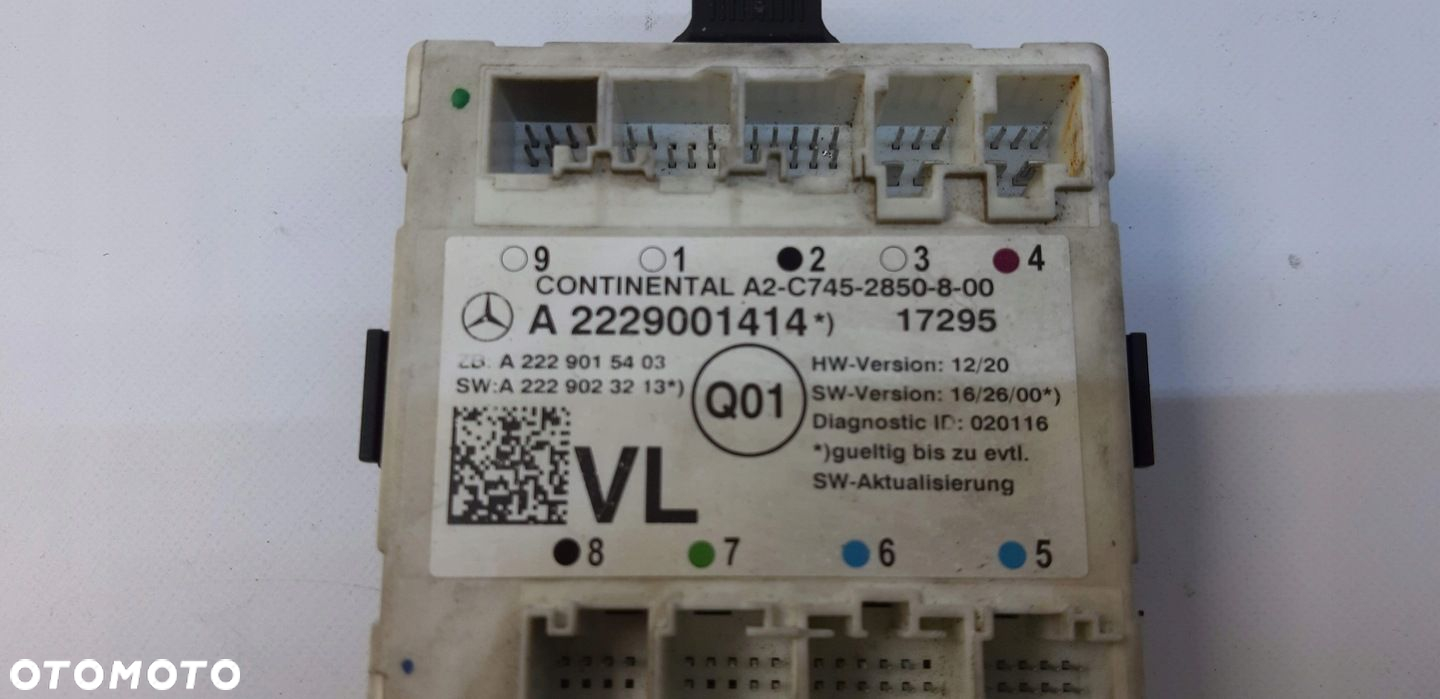 9 1 2 3 4
CONTINENTAL A2-C745-2850-8-00
A 2229001414*) 17295
ZB: A 222 901 54 03
SW:A 222 902 32 13*)
Q01
HW-Version: 12/20
SW-Version: 16/26/00*)
Diagnostic ID: 020116
*)gueltig bis zu evtl.
SW-Aktualisierung
VL
8 7 6 5
OTOMOTO